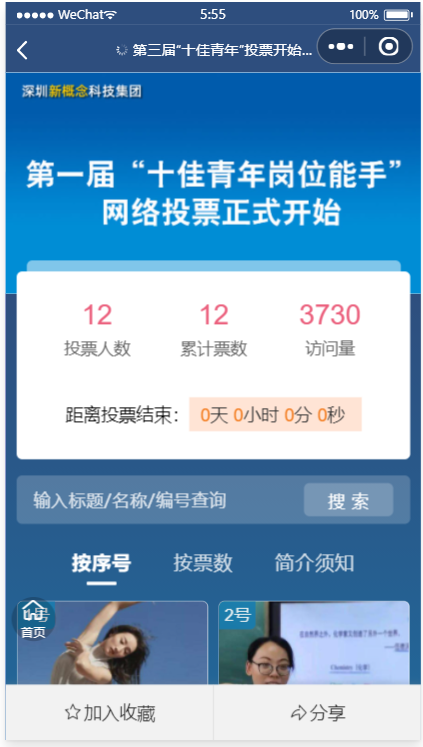 WeChat 5:55 100%
第三届“十佳青年”投票开始...
深圳新概念科技集团
第一届“十佳青年岗位能手”
网络投票正式开始
12 12 3730
投票人数 累计票数 访问量
距离投票结束： 0天 0小时 0分 0秒
输入标题/名称/编号查询 搜 索
按序号 按票数 简介须知
2号
首页
Chemistry
加入收藏 分享